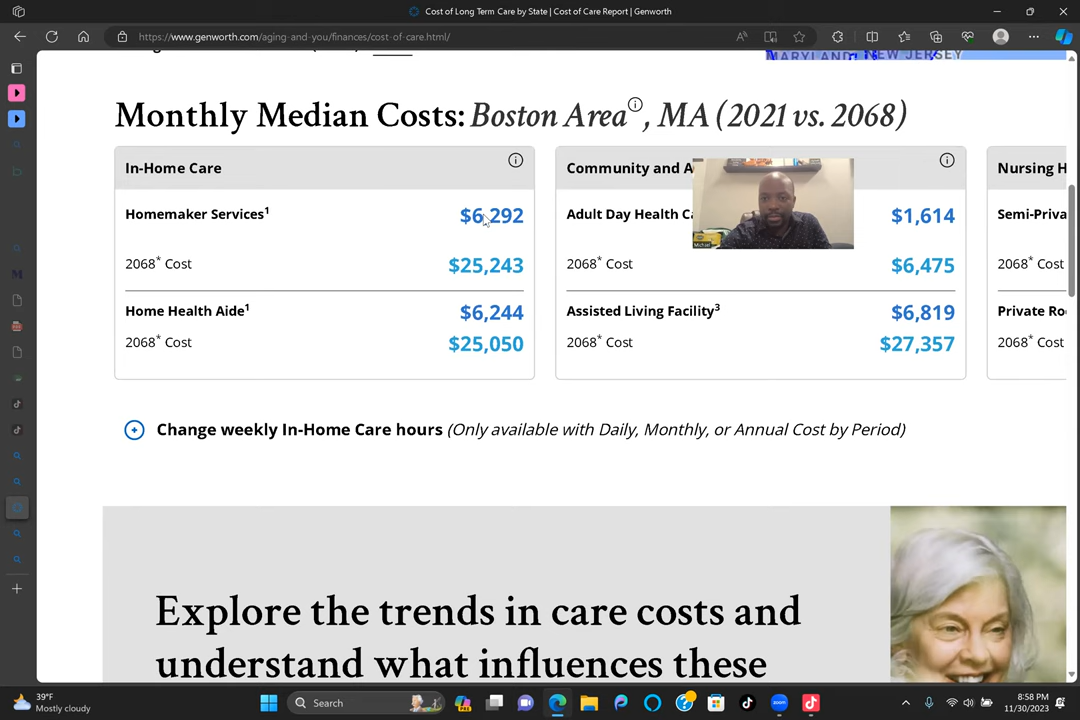 Cost of Long Term Care by State | Cost of Care Report | Genworth
https://www.genworth.com/aging-and-you/finances/cost-of-care.html/
MARYLAND NEW JERSEY
Monthly Median Costs: Boston Area, MA (2021 vs. 2068)
In-Home Care
Homemaker Services1 $6,292
2068* Cost $25,243
Home Health Aide1 $6,244
2068* Cost $25,050
Community and A
Adult Day Health Ca $1,614
2068* Cost $6,475
Assisted Living Facility3 $6,819
2068* Cost $27,357
Nursing H
Semi-Priva
2068* Cost
Private Ro
2068* Cost
Michael
Change weekly In-Home Care hours (Only available with Daily, Monthly, or Annual Cost by Period)
Explore the trends in care costs and
understand what influences these
39°F
Mostly cloudy
Search
8:58 PM
11/30/2023